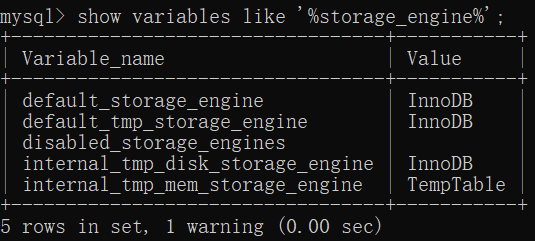 mysql> show variables like '%storage_engine%';
+----------------------------------+-----------+
| Variable_name                    | Value     |
+----------------------------------+-----------+
| default_storage_engine           | InnoDB    |
| default_tmp_storage_engine       | InnoDB    |
| disabled_storage_engines         |           |
| internal_tmp_disk_storage_engine | InnoDB    |
| internal_tmp_mem_storage_engine  | TempTable |
+----------------------------------+-----------+
5 rows in set, 1 warning (0.00 sec)